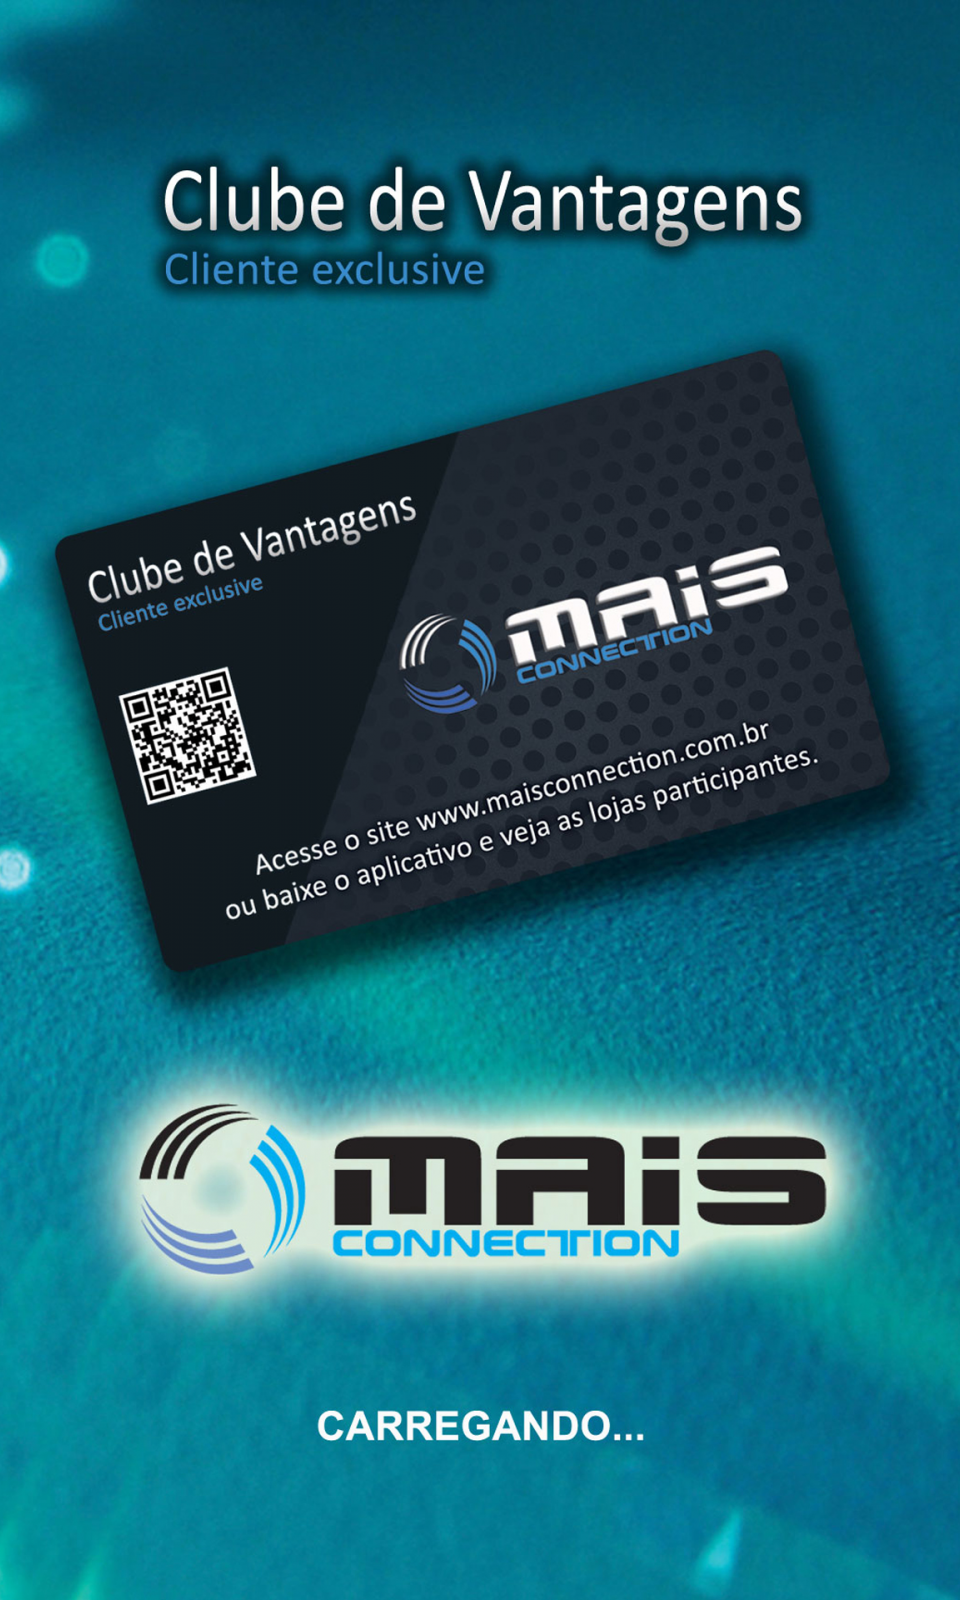 Clube de Vantagens
Cliente exclusive
Clube de Vantagens
Cliente exclusive
MAIS
CONNECTION
Acesse o site www.maisconnection.com.br
ou baixe o aplicativo e veja as lojas participantes.
MAIS
CONNECTION
CARREGANDO...